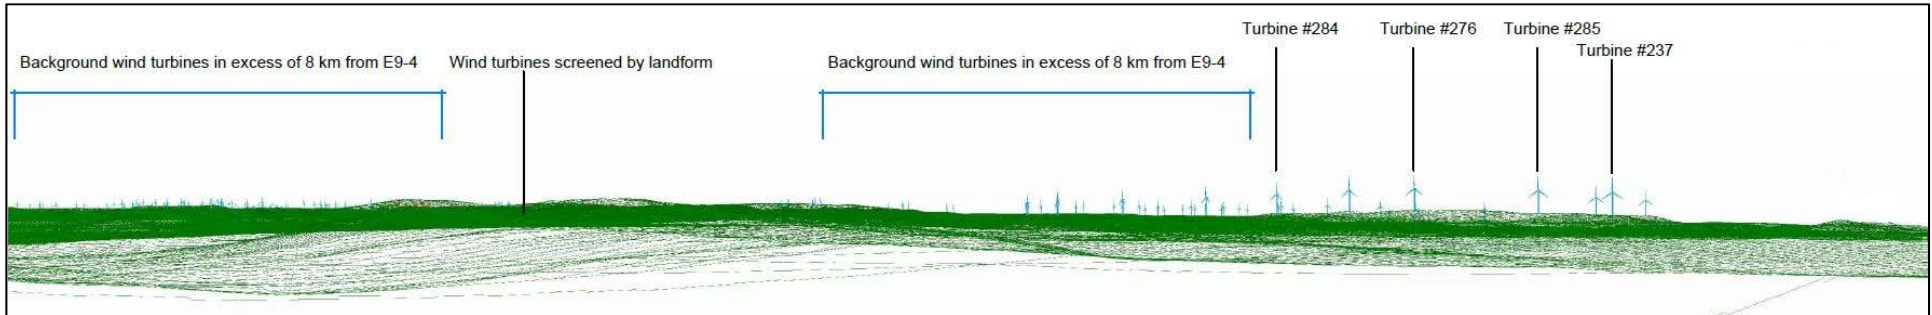 Turbine #284
Turbine #276
Turbine #285
Turbine #237
Background wind turbines in excess of 8 km from E9-4
Wind turbines screened by landform
Background wind turbines in excess of 8 km from E9-4